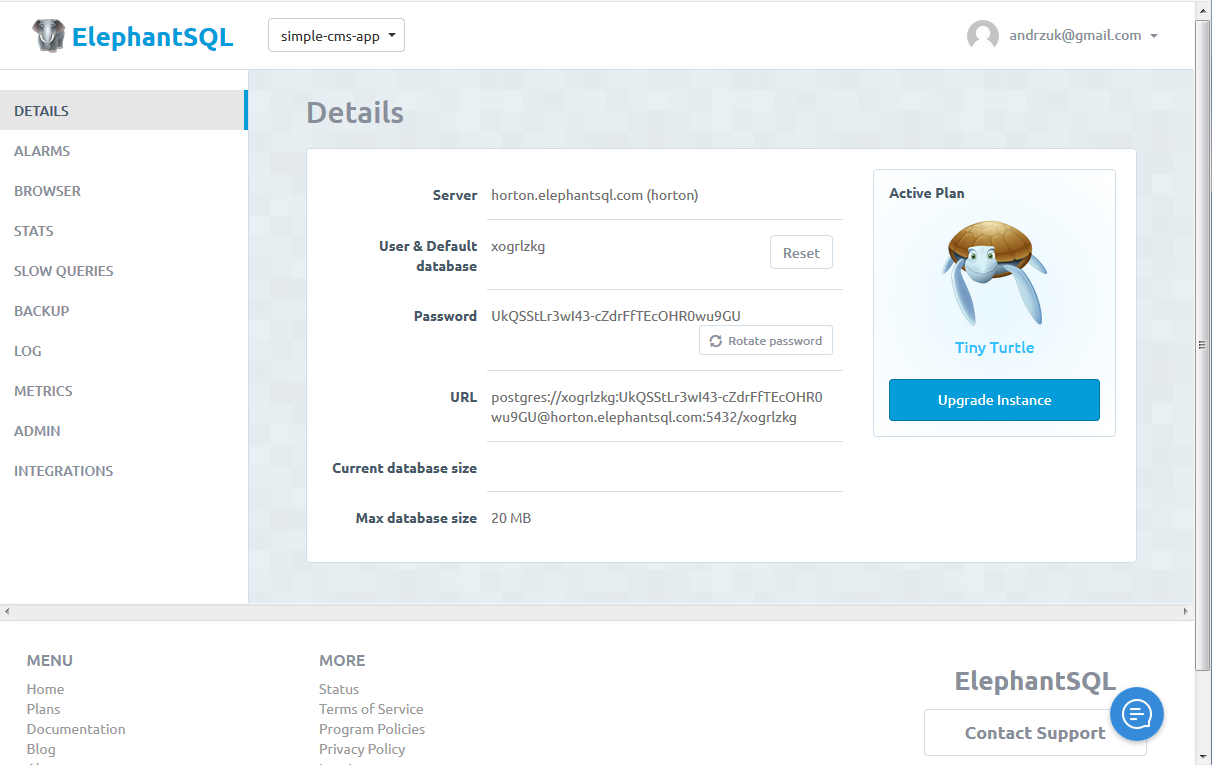 ElephantSQL
simple-cms-app
andrzuk@gmail.com
DETAILS
ALARMS
BROWSER
STATS
SLOW QUERIES
BACKUP
LOG
METRICS
ADMIN
INTEGRATIONS
Details
Server horton.elephantsql.com (horton)
User & Default
database
xogrlzkg
Reset
Password UkQSStLr3wI43-cZdrFfTEcOHR0wu9GU
Rotate password
URL postgres://xogrlzkg:UkQSStLr3wI43-cZdrFfTEcOHR0
wu9GU@horton.elephantsql.com:5432/xogrlzkg
Current database size
Max database size 20 MB
Active Plan
Tiny Turtle
Upgrade Instance
MENU
Home
Plans
Documentation
Blog
MORE
Status
Terms of Service
Program Policies
Privacy Policy
ElephantSQL
Contact Support